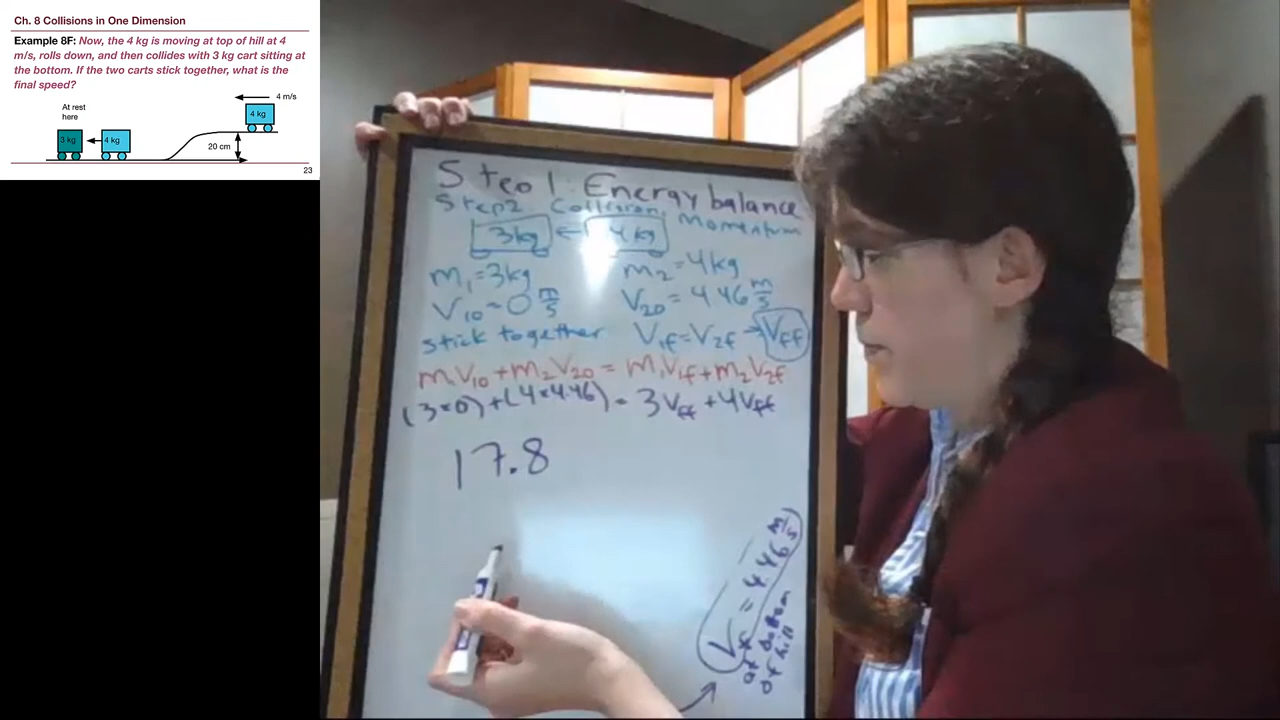 Ch. 8 Collisions in One Dimension
Example 8F: Now, the 4 kg is moving at top of hill at 4
m/s, rolls down, and then collides with 3 kg cart sitting at
the bottom. If the two carts stick together, what is the
final speed?
At rest
here
4 m/s
4 kg
3 kg
4 kg
20 cm
23
Step 1: Energy balance
Step2 Collision, Momentum
3kg ← 4kg
m₁=3kg m₂=4kg
V₁₀=0 m/s V₂₀=4.46 m/s
stick together V₁f=V₂f→Vff
m₁V₁₀+m₂V₂₀=m₁V₁f+m₂V₂f
(3×0)+(4×4.46)=3Vff+4Vff
17.8
Vf=4.46 m/s
at bottom
of hill